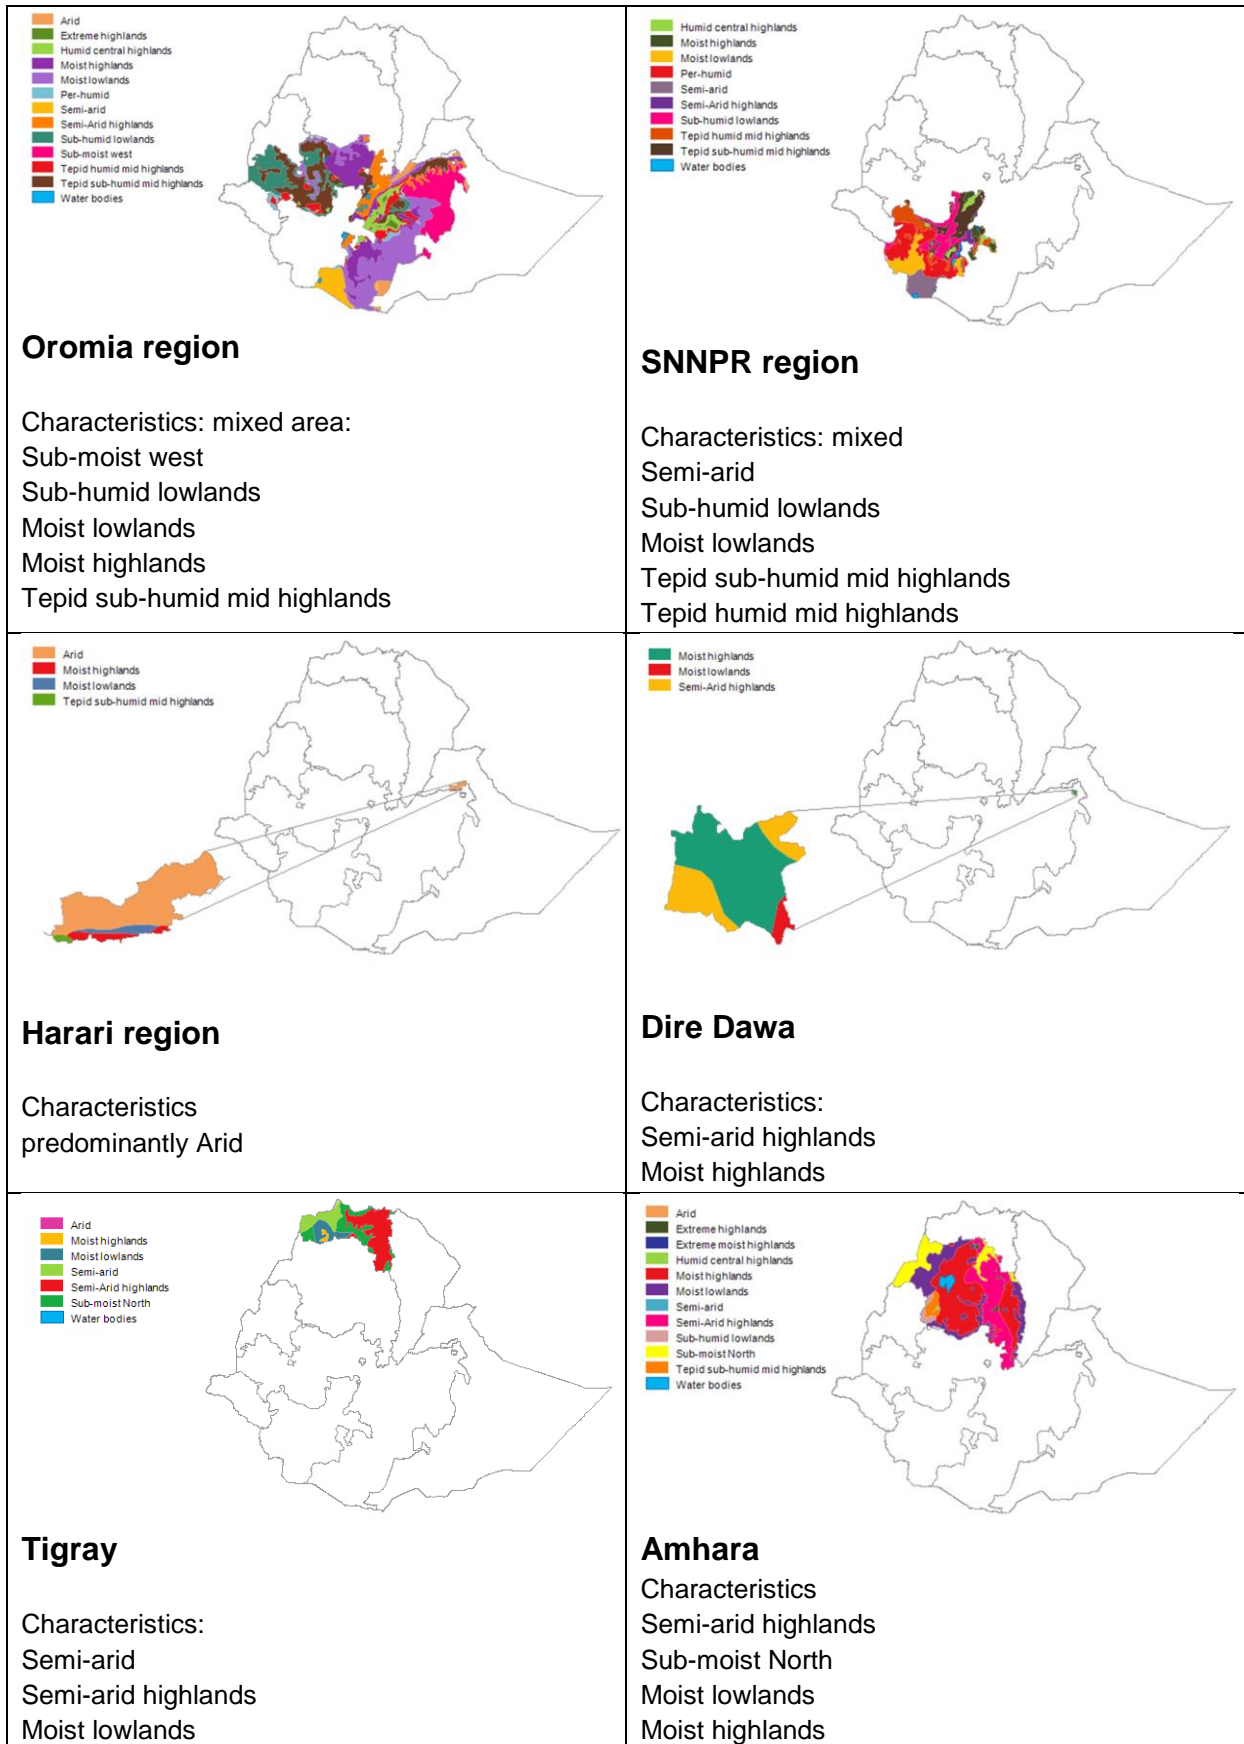 Arid
Extreme highlands
Humid central highlands
Moist highlands
Moist lowlands
Per-humid
Semi-arid
Semi-Arid highlands
Sub-humid lowlands
Sub-moist west
Tepid humid mid highlands
Tepid sub-humid mid highlands
Water bodies
Oromia region
Characteristics: mixed area:
Sub-moist west
Sub-humid lowlands
Moist lowlands
Moist highlands
Tepid sub-humid mid highlands
Humid central highlands
Moist highlands
Moist lowlands
Per-humid
Semi-arid
Semi-Arid highlands
Sub-humid lowlands
Tepid humid mid highlands
Tepid sub-humid mid highlands
Water bodies
SNNPR region
Characteristics: mixed
Semi-arid
Sub-humid lowlands
Moist lowlands
Tepid sub-humid mid highlands
Tepid humid mid highlands
Arid
Moist highlands
Moist lowlands
Tepid sub-humid mid highlands
Harari region
Characteristics
predominantly Arid
Moist highlands
Moist lowlands
Semi-Arid highlands
Dire Dawa
Characteristics:
Semi-arid highlands
Moist highlands
Arid
Moist highlands
Moist lowlands
Semi-arid
Semi-Arid highlands
Sub-moist North
Water bodies
Tigray
Characteristics:
Semi-arid
Semi-arid highlands
Moist lowlands
Arid
Extreme highlands
Extreme moist highlands
Humid central highlands
Moist highlands
Moist lowlands
Semi-arid
Semi-Arid highlands
Sub-humid lowlands
Sub-moist North
Tepid sub-humid mid highlands
Water bodies
Amhara
Characteristics
Semi-arid highlands
Sub-moist North
Moist lowlands
Moist highlands